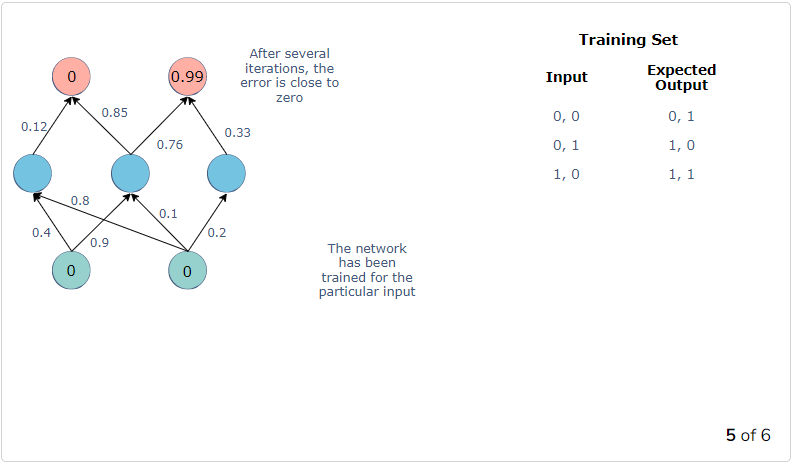 Training Set
Input
Expected
Output
0, 0
0, 1
0, 1
1, 0
1, 0
1, 1
After several
iterations, the
error is close to
zero
0
0.99
0.12
0.85
0.76
0.33
0.8
0.4
0.9
0.1
0.2
0
0
The network
has been
trained for the
particular input
5 of 6